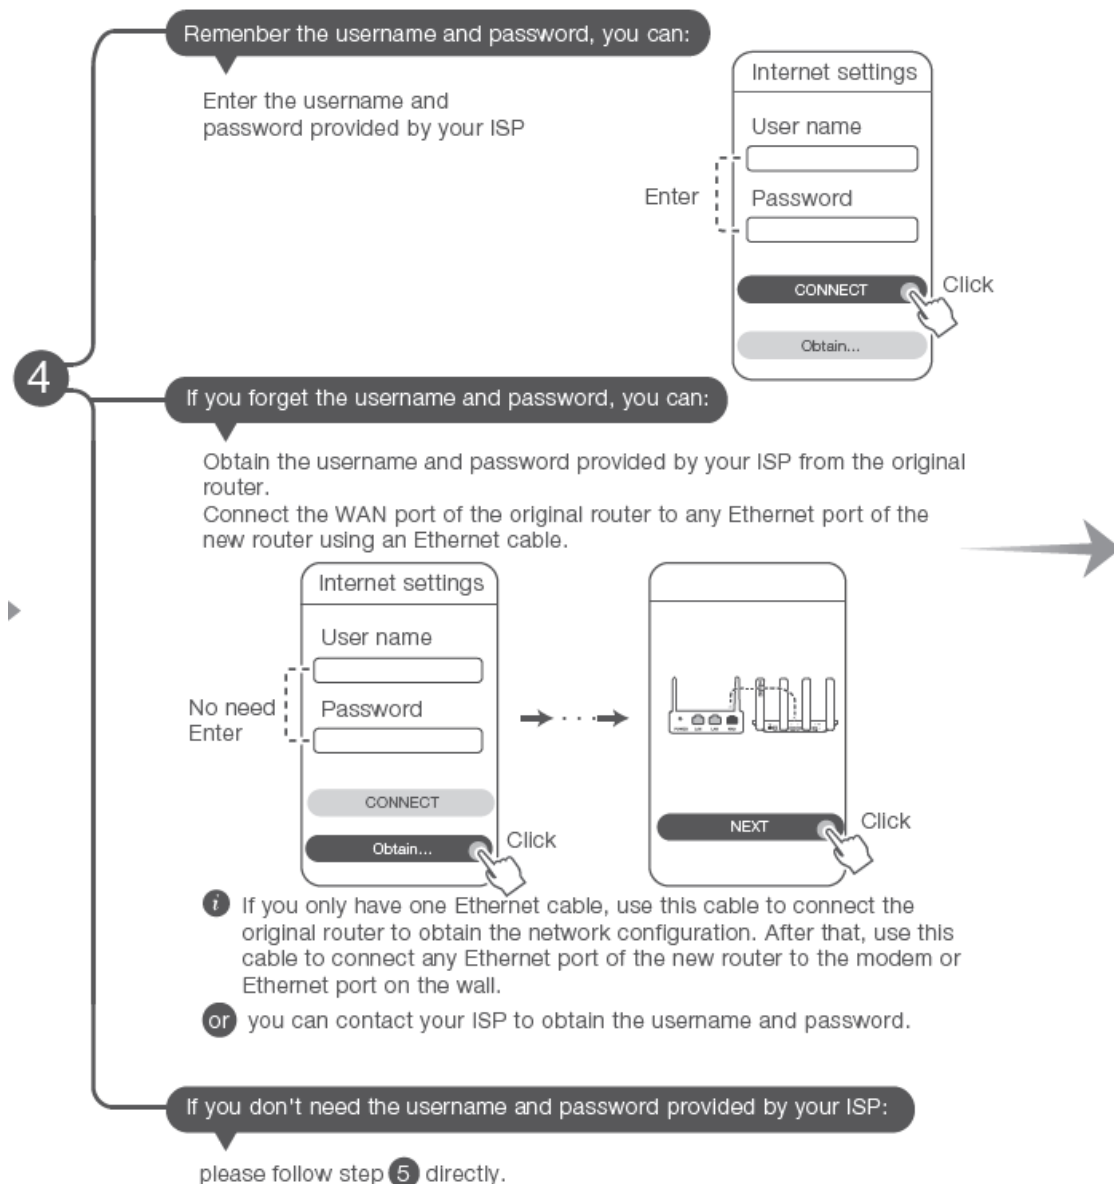 Remenber the username and password, you can:
Enter the username and
password provided by your ISP
Internet settings
User name
Enter
Password
CONNECT
Click
Obtain...
4
If you forget the username and password, you can:
Obtain the username and password provided by your ISP from the original
router.
Connect the WAN port of the original router to any Ethernet port of the
new router using an Ethernet cable.
Internet settings
User name
No need
Enter
Password
CONNECT
Obtain...
Click
POWER LAN LAN WAN
NEXT
Click
i If you only have one Ethernet cable, use this cable to connect the
original router to obtain the network configuration. After that, use this
cable to connect any Ethernet port of the new router to the modem or
Ethernet port on the wall.
or you can contact your ISP to obtain the username and password.
If you don't need the username and password provided by your ISP:
please follow step 5 directly.